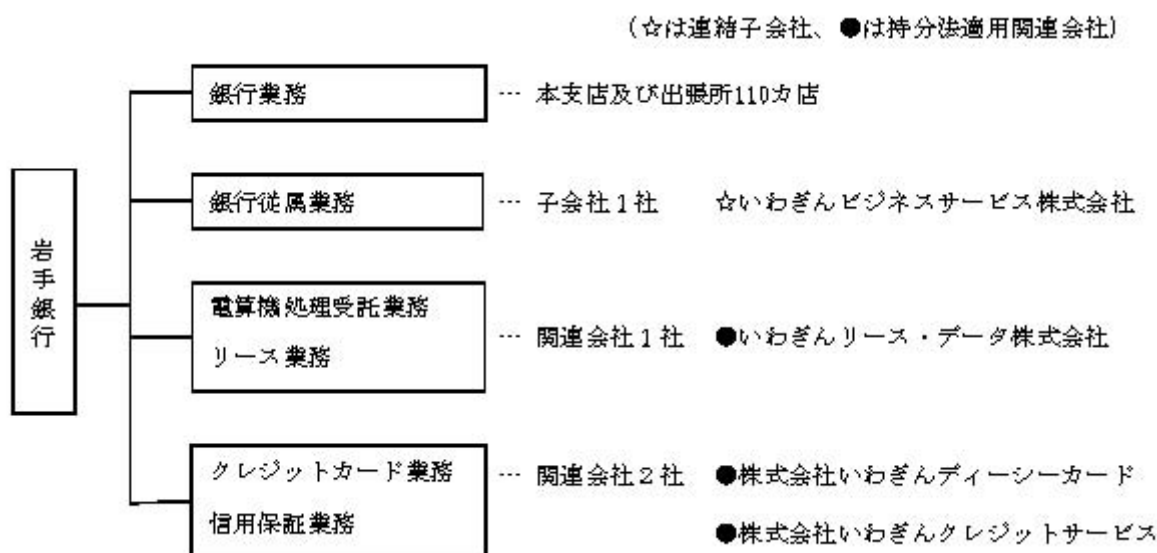 (☆は連結子会社、●は持分法適用関連会社)
銀行業務 … 本支店及び出張所110カ店
銀行従属業務 … 子会社1社 ☆いわぎんビジネスサービス株式会社
岩手銀行
電算機処理受託業務
リース業務 … 関連会社1社 ●いわぎんリース・データ株式会社
クレジットカード業務 … 関連会社2社 ●株式会社いわぎんディーシーカード
信用保証業務 ●株式会社いわぎんクレジットサービス